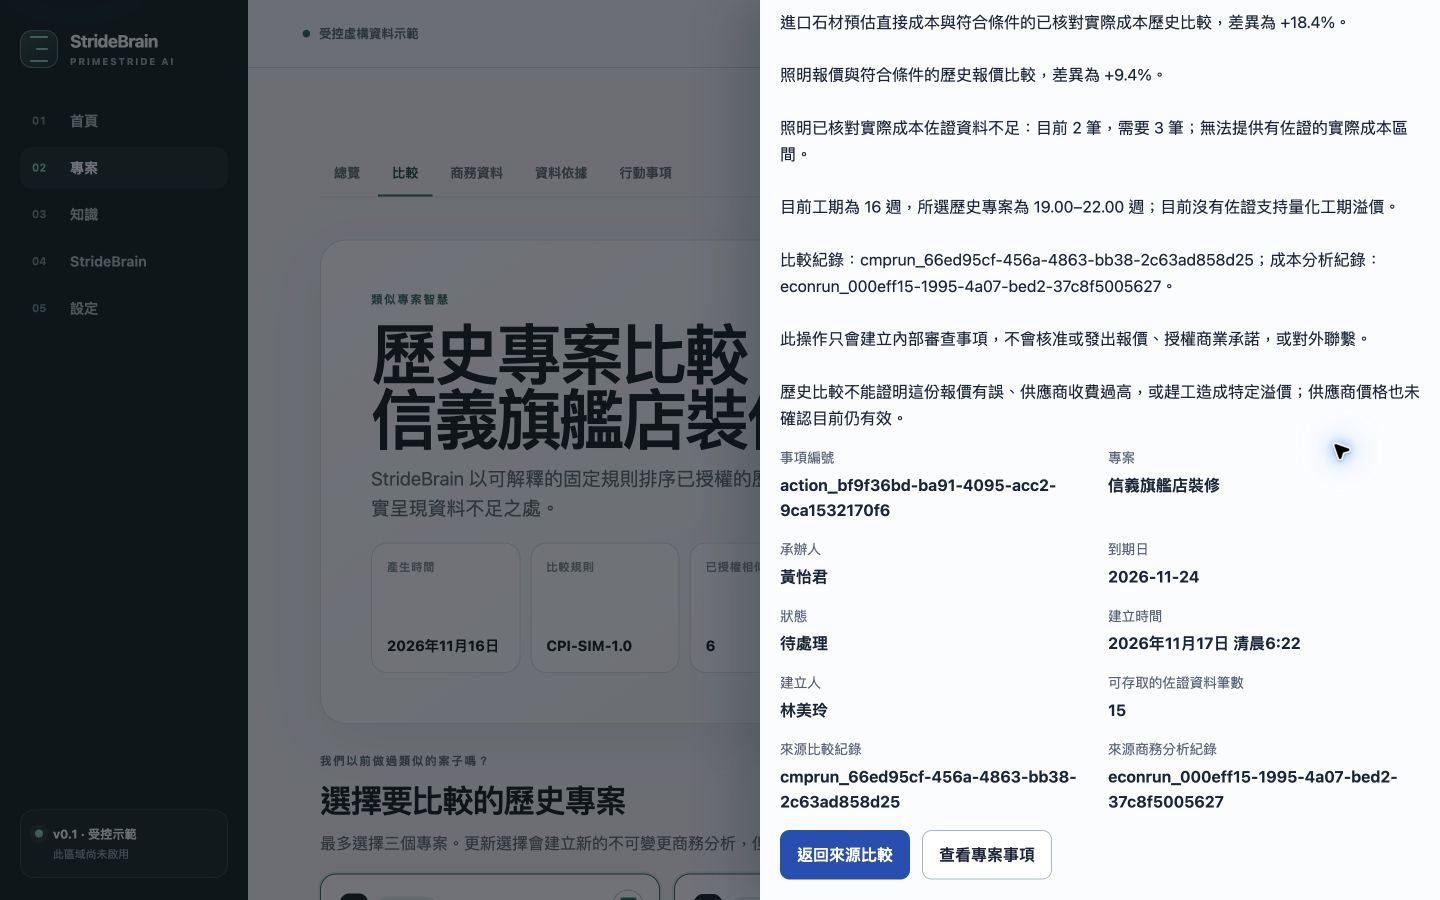 StrideBrain
PRIMESTRIDE AI
01 首頁
02 專案
03 知識
04 StrideBrain
05 設定
v0.1 · 受控示範
此區域尚未啟用
受控虛構資料示範
總覽 比較 商務資料 資料依據 行動事項
類似專案智慧
歷史專案比較
信義旗艦店裝
StrideBrain 以可解釋的固定規則排序已授權的
實呈現資料不足之處。
產生時間
2026年11月16日
比較規則
CPI-SIM-1.0
已授權相
6
我們以前做過類似的案子嗎？
選擇要比較的歷史專案
最多選擇三個專案。更新選擇會建立新的不可變更商務分析，
進口石材預估直接成本與符合條件的已核對實際成本歷史比較，差異為 +18.4%。
照明報價與符合條件的歷史報價比較，差異為 +9.4%。
照明已核對實際成本佐證資料不足：目前 2 筆，需要 3 筆；無法提供有佐證的實際成本區
間。
目前工期為 16 週，所選歷史專案為 19.00–22.00 週；目前沒有佐證支持量化工期溢價。
比較紀錄：cmprun_66ed95cf-456a-4863-bb38-2c63ad858d25；成本分析紀錄：
econrun_000eff15-1995-4a07-bed2-37c8f5005627。
此操作只會建立內部審查事項，不會核准或發出報價、授權商業承諾，或對外聯繫。
歷史比較不能證明這份報價有誤、供應商收費過高，或趕工造成特定溢價；供應商價格也未
確認目前仍有效。
事項編號
action_bf9f36bd-ba91-4095-acc2-
9ca1532170f6
專案
信義旗艦店裝修
承辦人
黃怡君
到期日
2026-11-24
狀態
待處理
建立時間
2026年11月17日 清晨6:22
建立人
林美玲
可存取的佐證資料筆數
15
來源比較紀錄
cmprun_66ed95cf-456a-4863-bb38-
2c63ad858d25
來源商務分析紀錄
econrun_000eff15-1995-4a07-bed2-
37c8f5005627
返回來源比較
查看專案事項